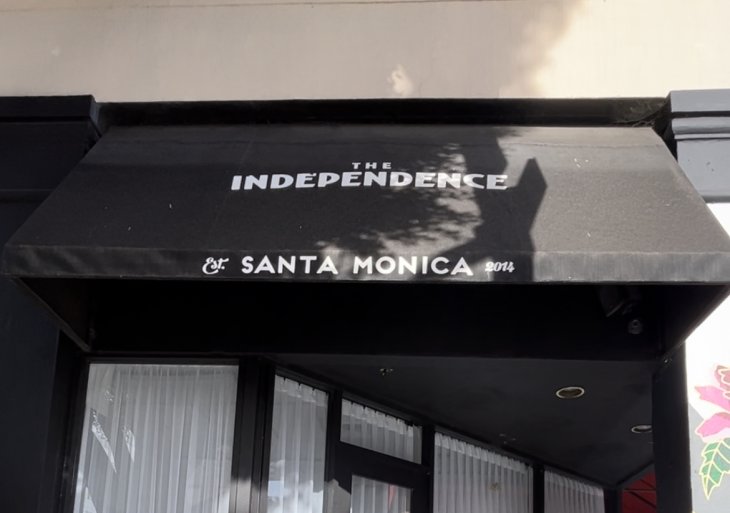 THE
INDEPENDENCE
Est. SANTA MONICA 2014